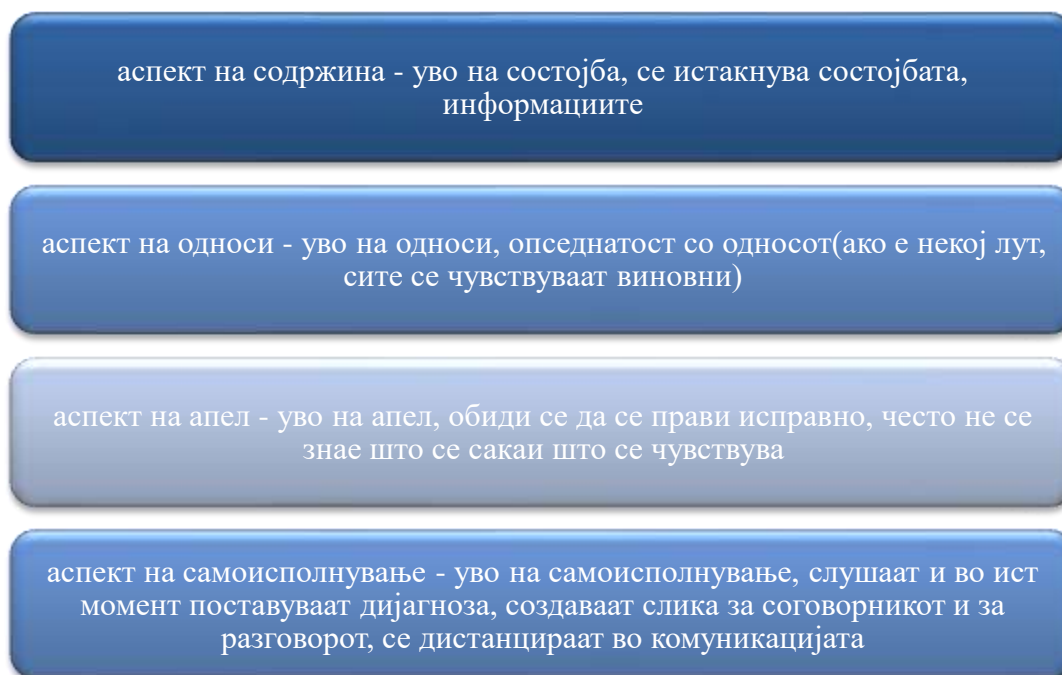 аспект на содржина - уво на состојба, се истакнува состојбата,
информациите
аспект на односи - уво на односи, опседнатост со односот(ако е некој лут,
сите се чувствуваат виновни)
аспект на апел - уво на апел, обиди се да се прави исправно, често не се
знае што се сакаи што се чувствува
аспект на самоисполнување - уво на самоисполнување, слушаат и во ист
момент поставуваат дијагноза, создаваат слика за соговорникот и за
разговорот, се дистанцираат во комуникацијата